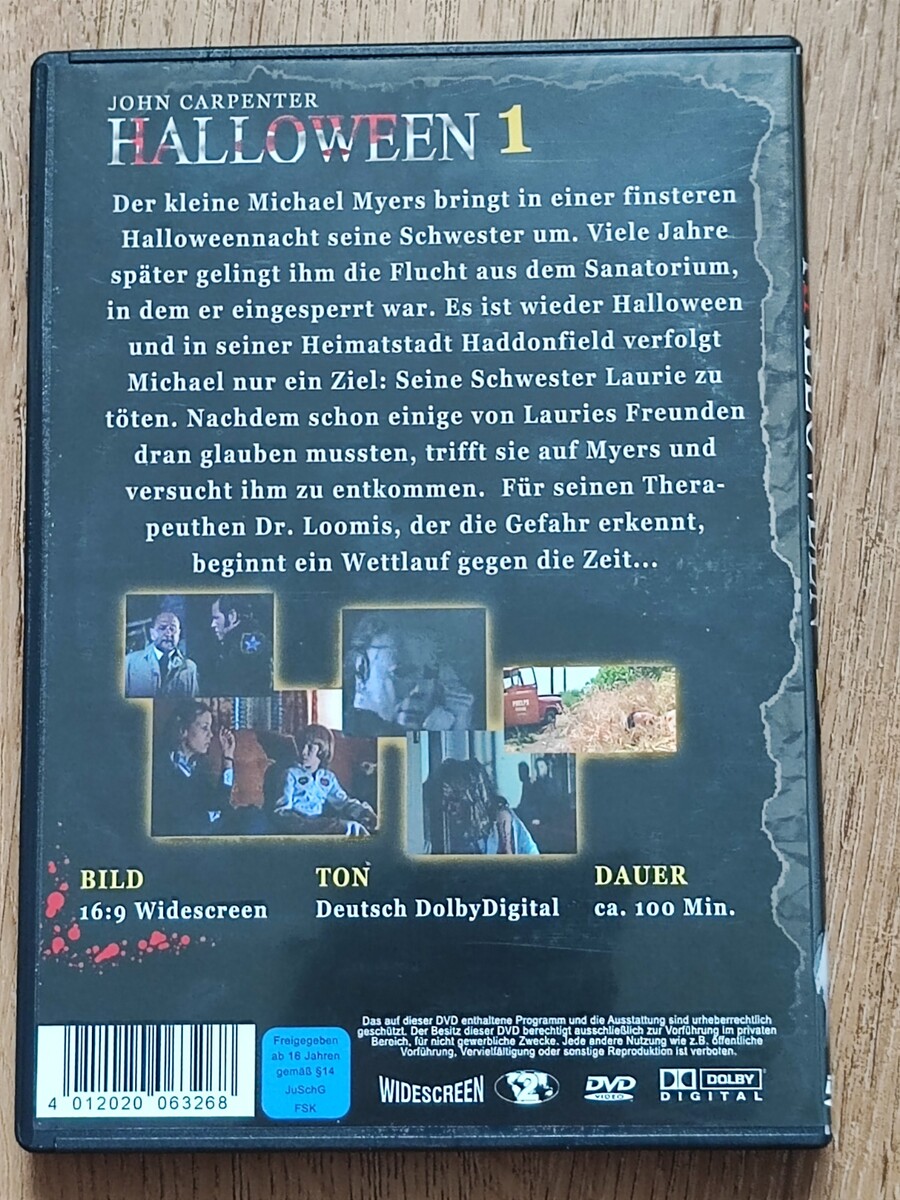 JOHN CARPENTER
HALLOWEEN 1
Der kleine Michael Myers bringt in einer finsteren
Halloweennacht seine Schwester um. Viele Jahre
später gelingt ihm die Flucht aus dem Sanatorium,
in dem er eingesperrt war. Es ist wieder Halloween
und in seiner Heimatstadt Haddonfield verfolgt
Michael nur ein Ziel: Seine Schwester Laurie zu
töten. Nachdem schon einige von Lauries Freunden
dran glauben mussten, trifft sie auf Myers und
versucht ihm zu entkommen. Für seinen Thera-
peuthen Dr. Loomis, der die Gefahr erkennt,
beginnt ein Wettlauf gegen die Zeit...
PHELPS
BILD
16:9 Widescreen
TON
Deutsch DolbyDigital
DAUER
ca. 100 Min.
Das auf dieser DVD enthaltene Programm und die Ausstattung sind urheberrechtlich
geschützt. Der Besitz dieser DVD berechtigt ausschließlich zur Vorführung im privaten
Bereich, für nicht gewerbliche Zwecke. Jede andere Nutzung wie z.B. öffentliche
Vorführung, Vervielfältigung oder sonstige Reproduktion ist verboten.
4 012020 063268
Freigegeben
ab 16 Jahren
gemäß §14
JuSchG
FSK
WIDESCREEN
2
DVD
VIDEO
DOLBY
DIGITAL